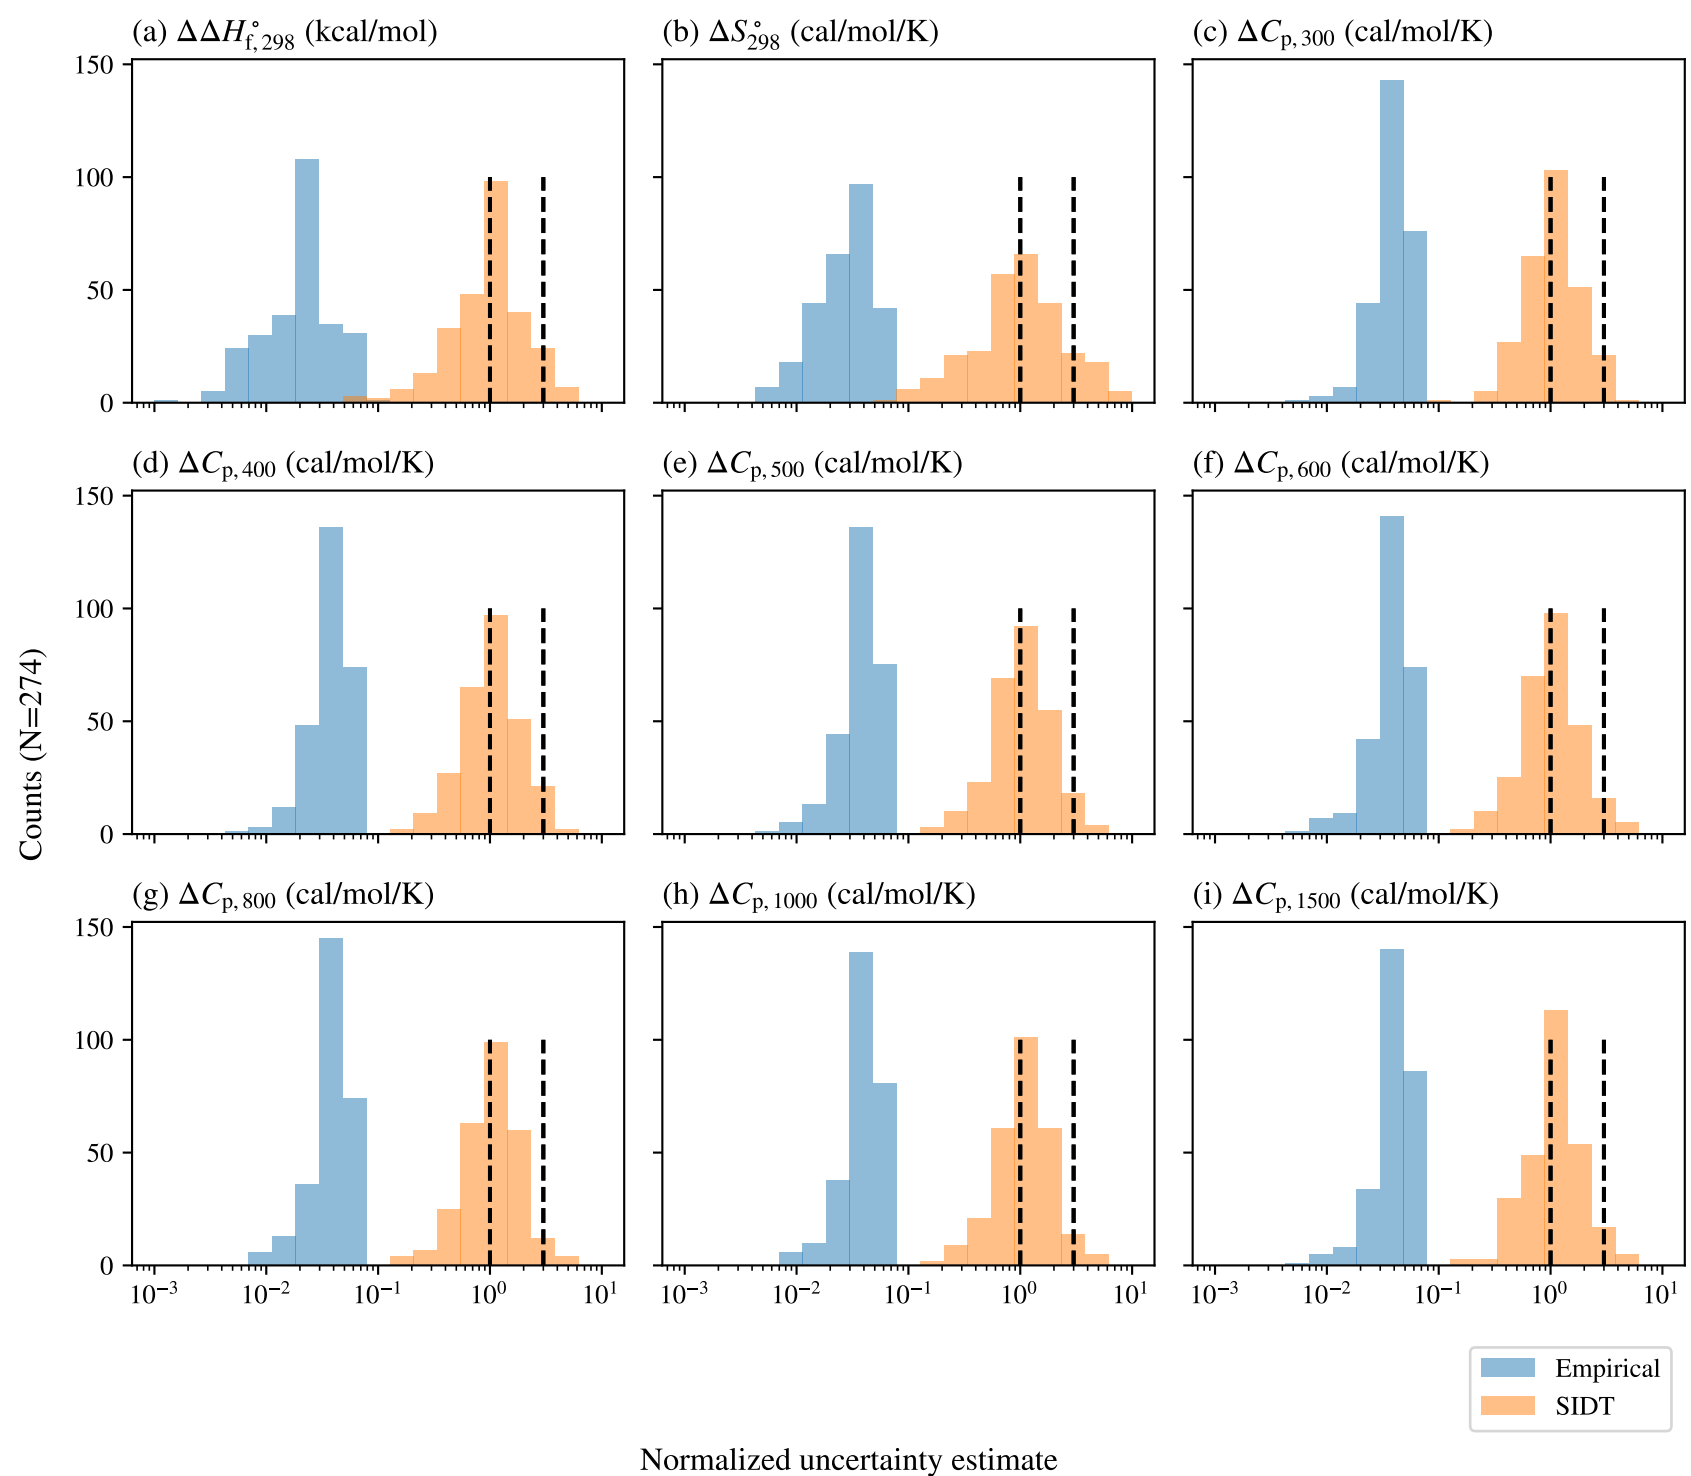 (a) ΔΔH°f,298 (kcal/mol)
(b) ΔS°298 (cal/mol/K)
(c) ΔCp,300 (cal/mol/K)
150
100
50
0
(d) ΔCp,400 (cal/mol/K)
(e) ΔCp,500 (cal/mol/K)
(f) ΔCp,600 (cal/mol/K)
150
100
50
0
Counts (N=274)
(g) ΔCp,800 (cal/mol/K)
(h) ΔCp,1000 (cal/mol/K)
(i) ΔCp,1500 (cal/mol/K)
150
100
50
0
10⁻³ 10⁻² 10⁻¹ 10⁰ 10¹
10⁻³ 10⁻² 10⁻¹ 10⁰ 10¹
10⁻³ 10⁻² 10⁻¹ 10⁰ 10¹
Empirical
SIDT
Normalized uncertainty estimate